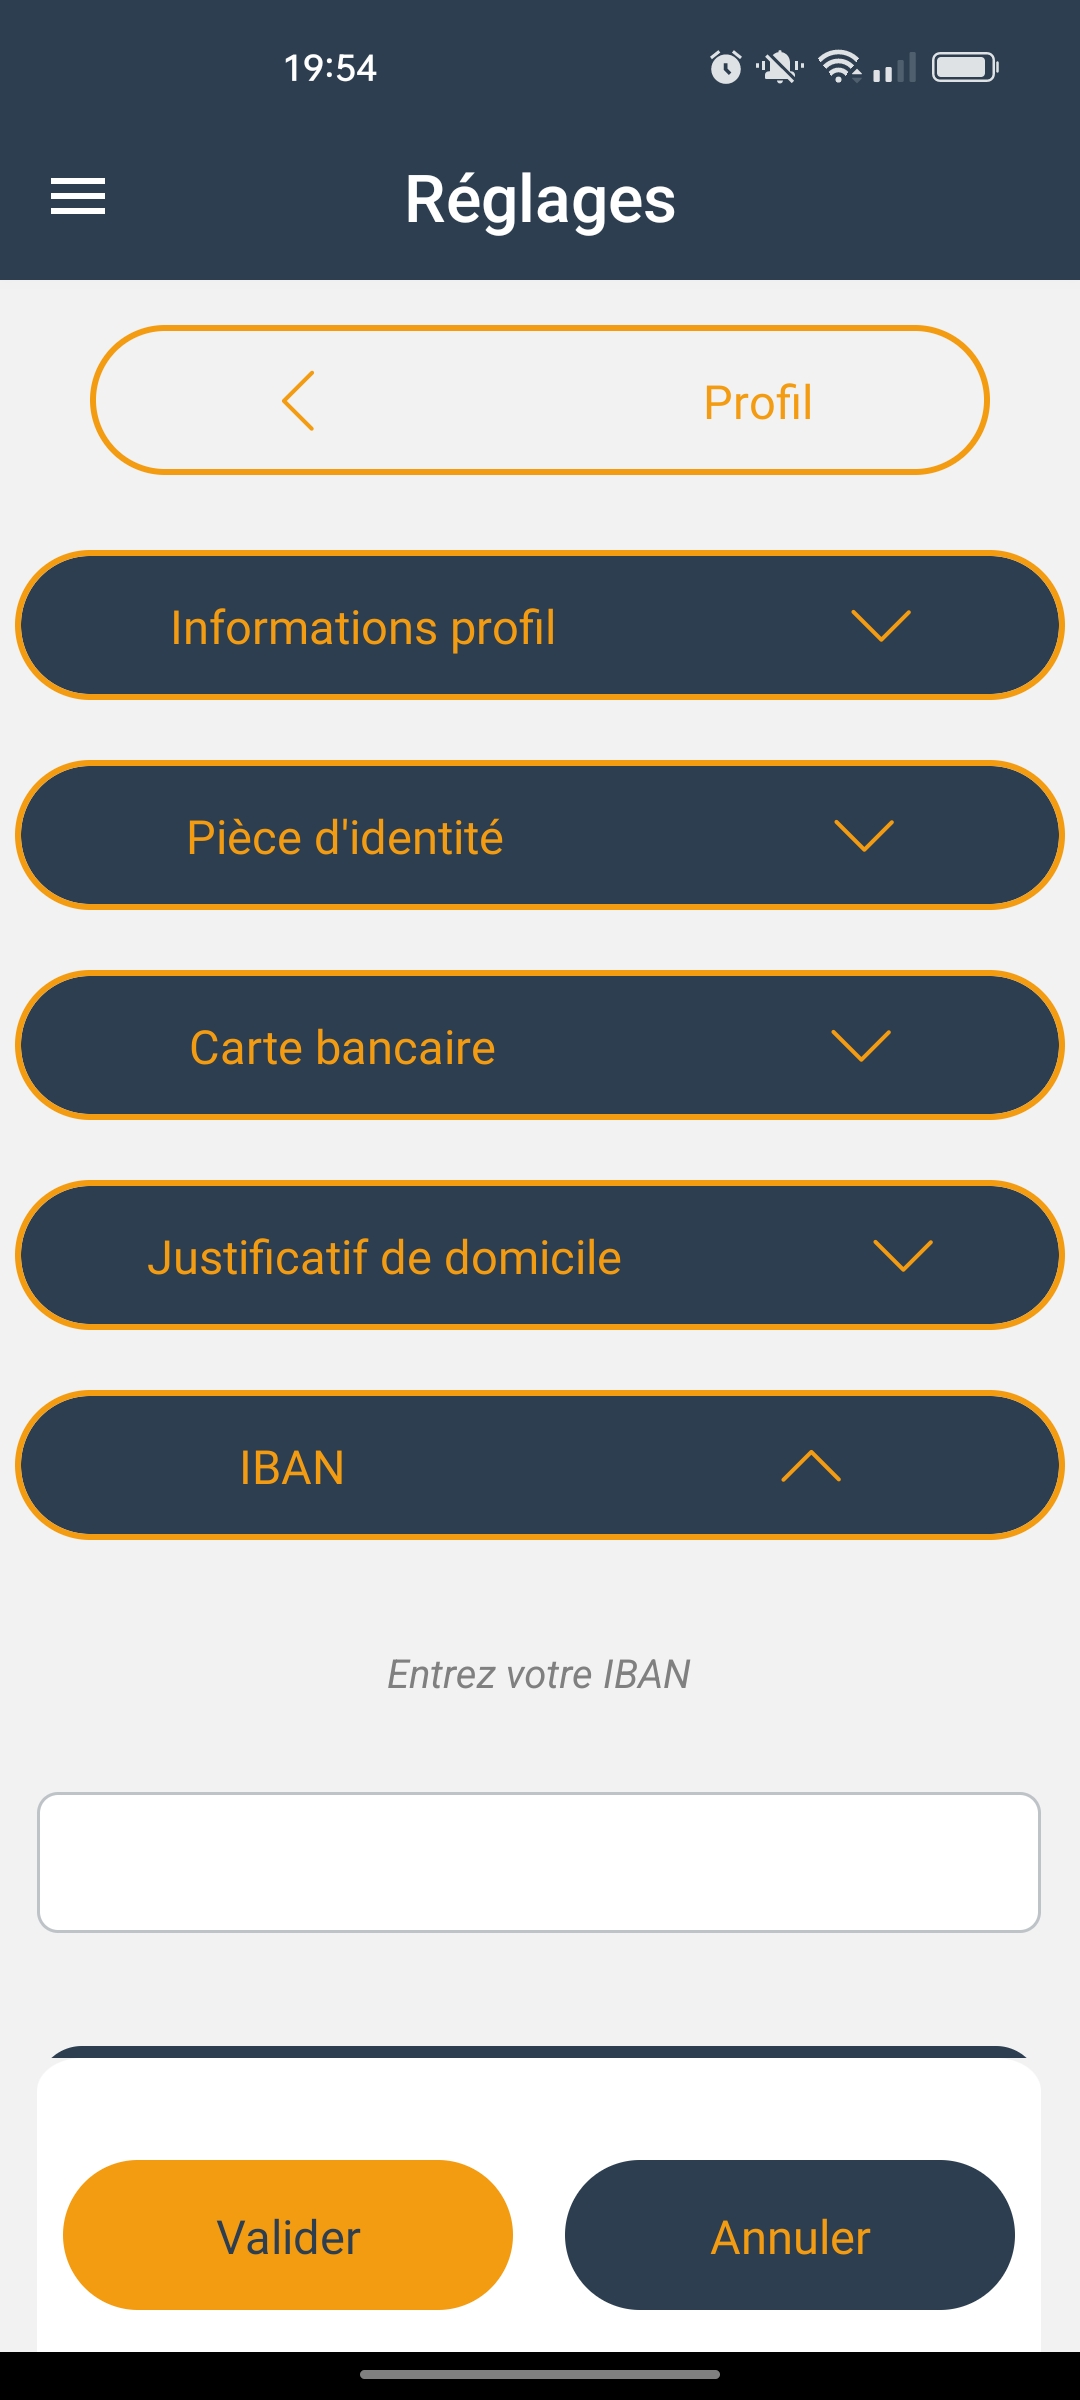 19:54
Réglages
Profil
Informations profil
Pièce d'identité
Carte bancaire
Justificatif de domicile
IBAN
Entrez votre IBAN
Valider
Annuler